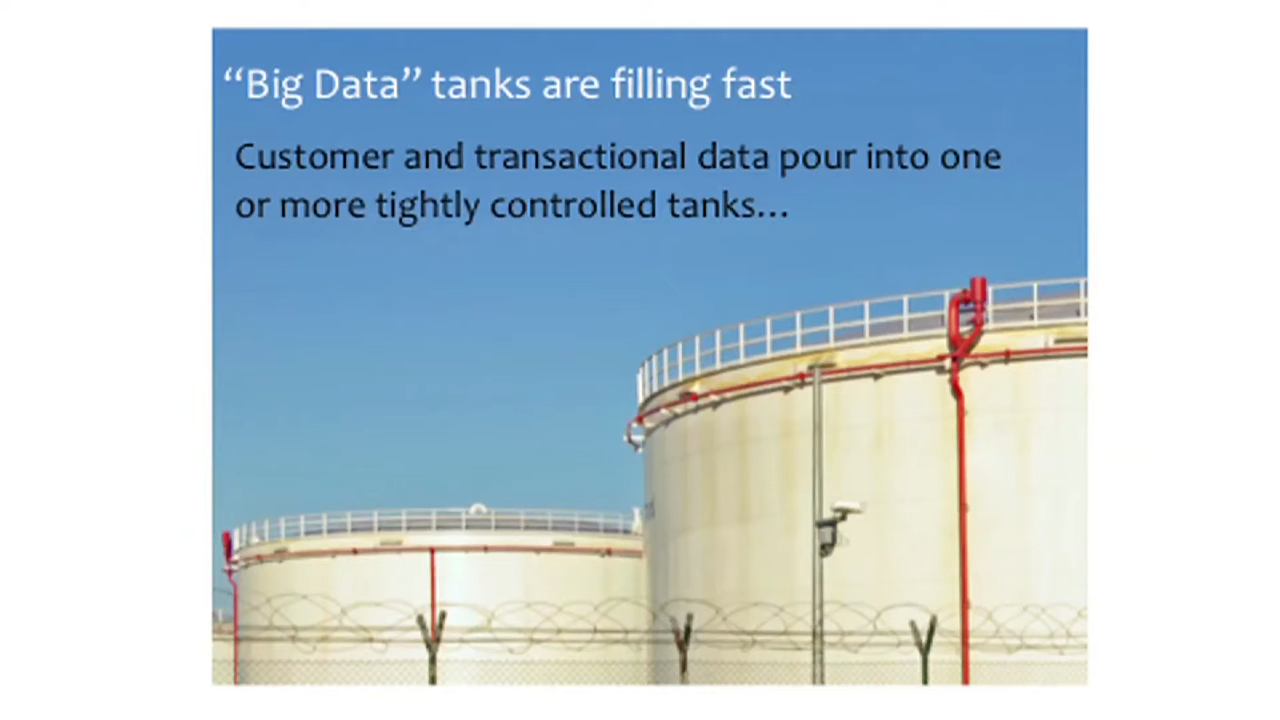 “Big Data” tanks are filling fast
Customer and transactional data pour into one
or more tightly controlled tanks...